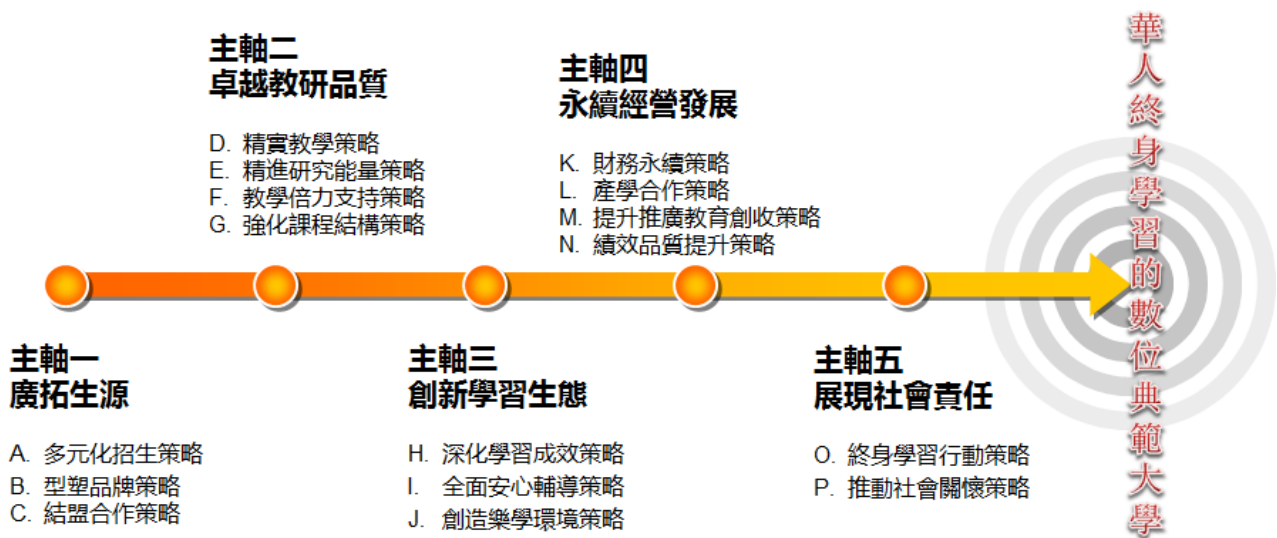 主軸一
廣拓生源
A. 多元化招生策略
B. 型塑品牌策略
C. 結盟合作策略
主軸二
卓越教研品質
D. 精實教學策略
E. 精進研究能量策略
F. 教學倍力支持策略
G. 強化課程結構策略
主軸三
創新學習生態
H. 深化學習成效策略
I. 全面安心輔導策略
J. 創造樂學環境策略
主軸四
永續經營發展
K. 財務永續策略
L. 產學合作策略
M. 提升推廣教育創收策略
N. 績效品質提升策略
主軸五
展現社會責任
O. 終身學習行動策略
P. 推動社會關懷策略
華人終身學習的數位典範大學